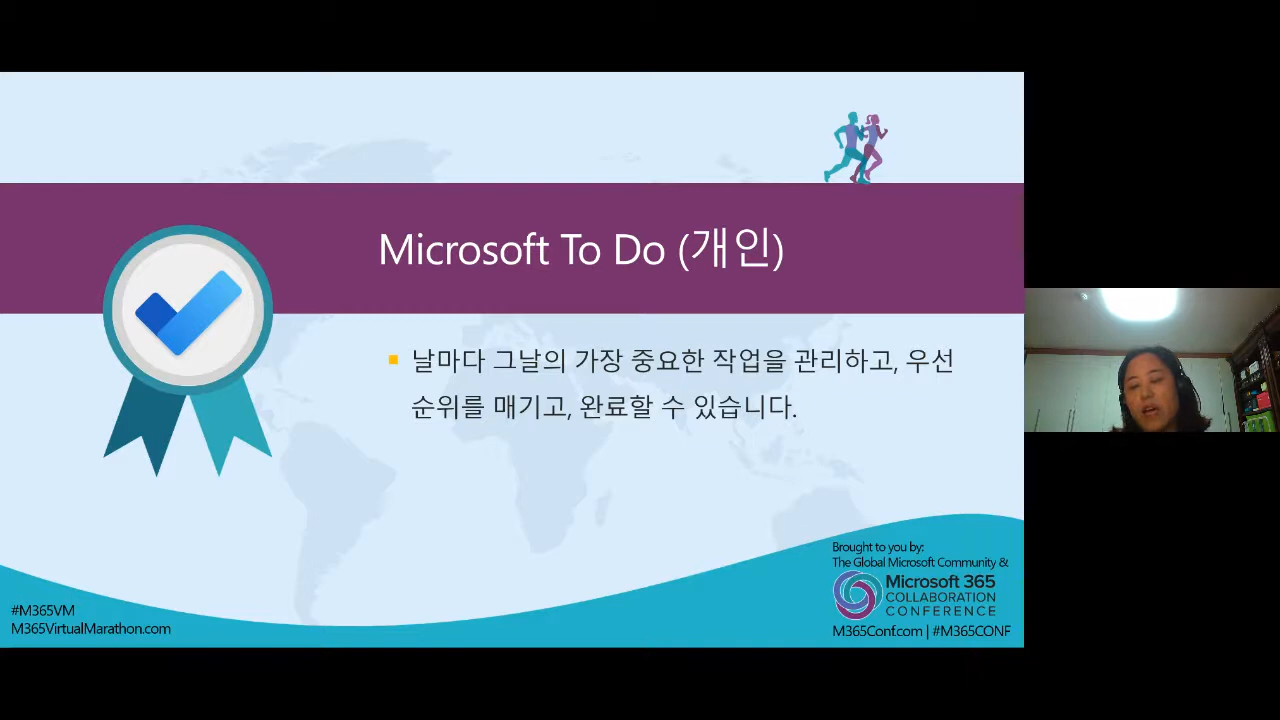 Microsoft To Do (개인)
날마다 그날의 가장 중요한 작업을 관리하고, 우선
순위를 매기고, 완료할 수 있습니다.
#M365VM
M365VirtualMarathon.com
Brought to you by:
The Global Microsoft Community &
Microsoft 365
COLLABORATION
CONFERENCE
M365Conf.com | #M365CONF